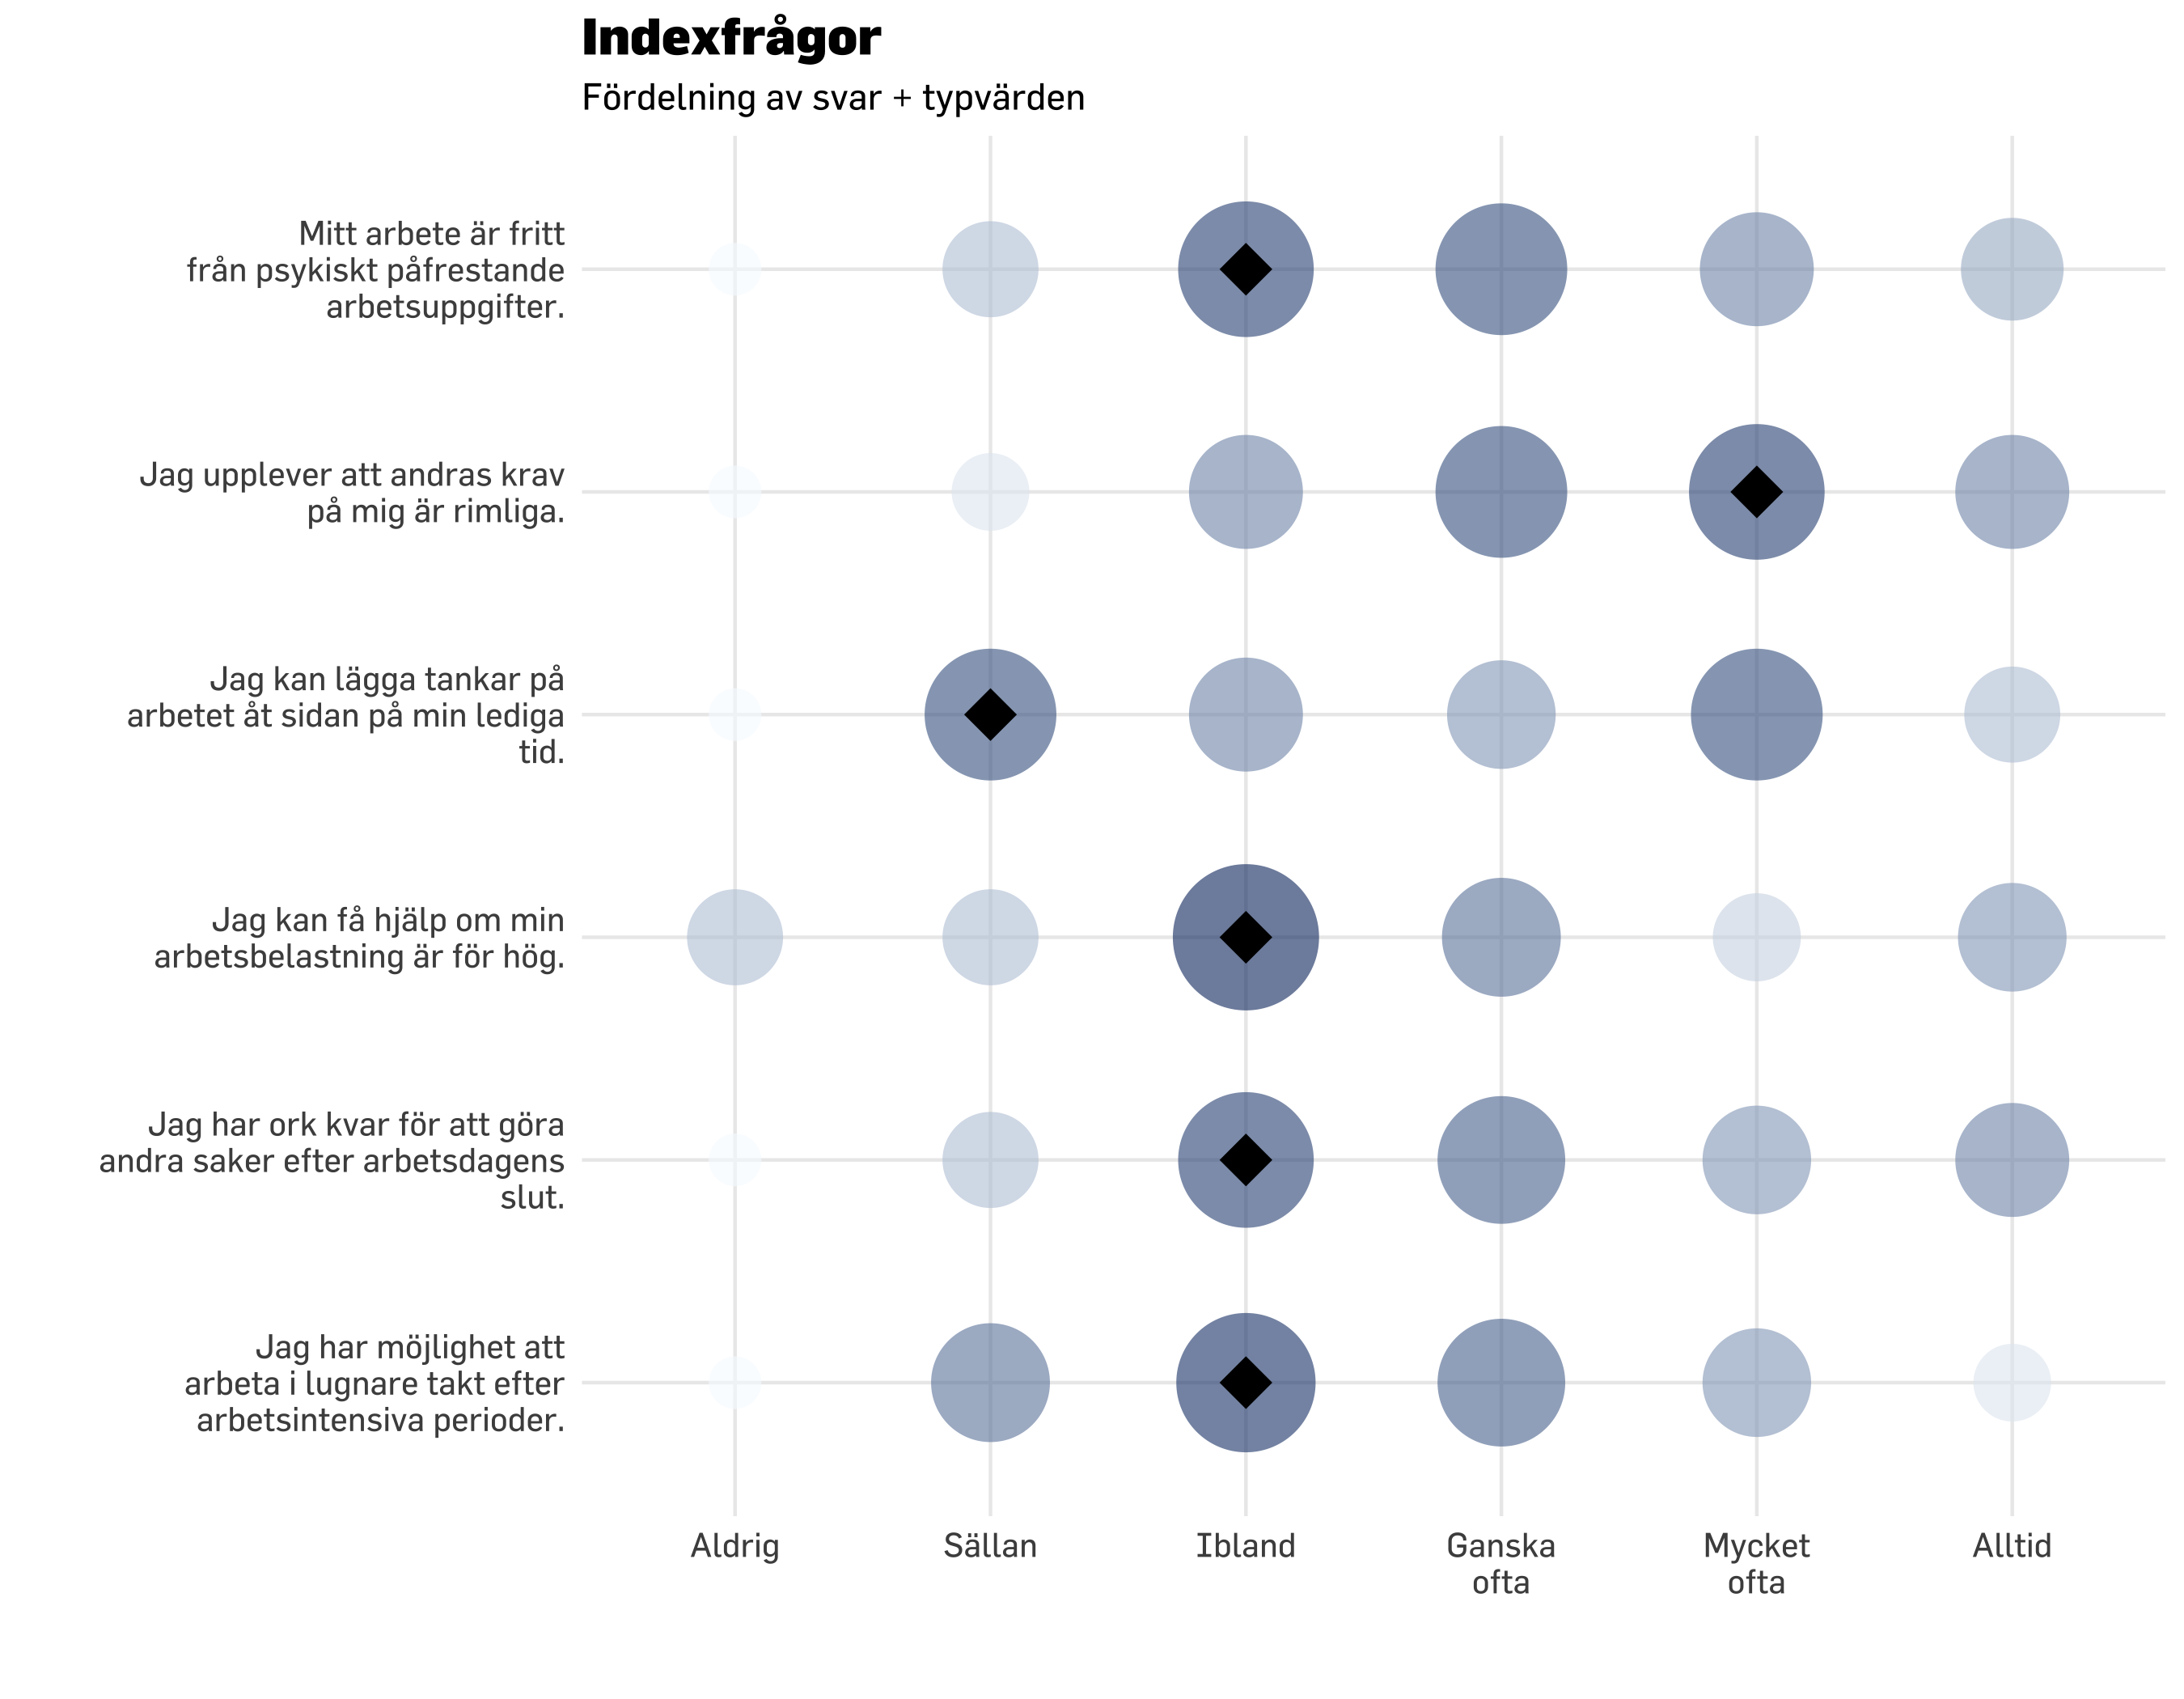 Indexfrågor
Fördelning av svar + typvärden
Mitt arbete är fritt
från psykiskt påfrestande
arbetsuppgifter.
Jag upplever att andras krav
på mig är rimliga.
Jag kan lägga tankar på
arbetet åt sidan på min lediga
tid.
Jag kan få hjälp om min
arbetsbelastning är för hög.
Jag har ork kvar för att göra
andra saker efter arbetsdagens
slut.
Jag har möjlighet att
arbeta i lugnare takt efter
arbetsintensiva perioder.
Aldrig
Sällan
Ibland
Ganska
ofta
Mycket
ofta
Alltid